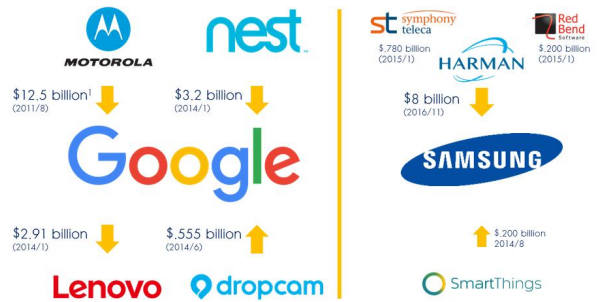 MOTOROLA
nest
$12.5 billion1
(2011/8)
$3.2 billion
(2014/1)
Google
$2.91 billion
(2014/1)
$.555 billion
(2014/6)
Lenovo
dropcam
st symphony
teleca
Red
Bend
Software
$.780 billion
(2015/1)
HARMAN
$.200 billion
(2015/1)
$8 billion
(2016/11)
SAMSUNG
$.200 billion
2014/8
SmartThings